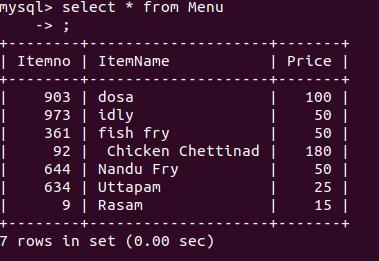 mysql> select * from Menu
    -> ;
+--------+--------------------+-------+
| Itemno | ItemName           | Price |
+--------+--------------------+-------+
|    903 | dosa               |   100 |
|    973 | idly               |    50 |
|    361 | fish fry           |    50 |
|     92 |  Chicken Chettinad |   180 |
|    644 | Nandu Fry          |    50 |
|    634 | Uttapam            |    25 |
|      9 | Rasam              |    15 |
+--------+--------------------+-------+
7 rows in set (0.00 sec)